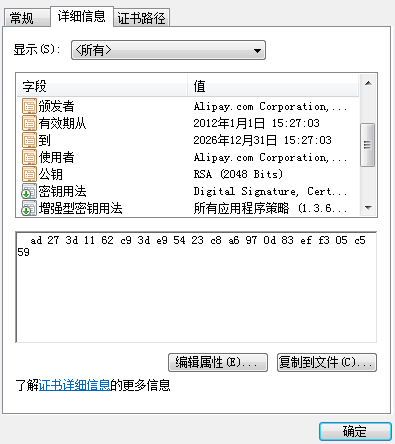 常规 详细信息 证书路径
显示(S): <所有>
字段 值
颁发者 Alipay.com Corporation,...
有效期从 2012年1月1日 15:27:03
到 2026年12月31日 15:27:03
使用者 Alipay.com Corporation,...
公钥 RSA (2048 Bits)
密钥用法 Digital Signature, Cert...
增强型密钥用法 所有应用程序策略 (1.3.6...
ad 27 3d 11 62 c9 3d e9 54 23 c8 a6 97 0d 83 ef f3 05 c5
59
编辑属性(E)... 复制到文件(C)...
了解证书详细信息的更多信息
确定